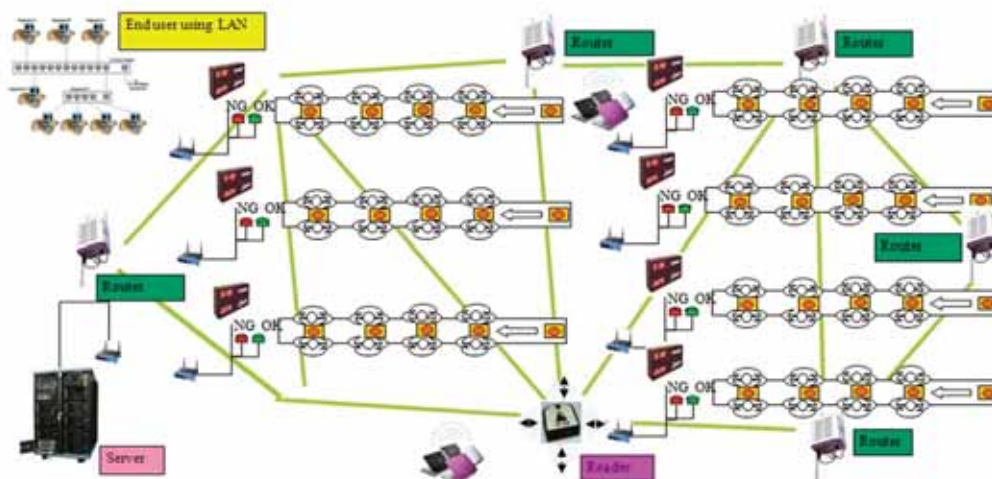 End user using LAN
Router
Router
NG OK
NG OK
NG OK
NG OK
Router
Router
NG OK
NG OK
NG OK
Server
Reader
Router